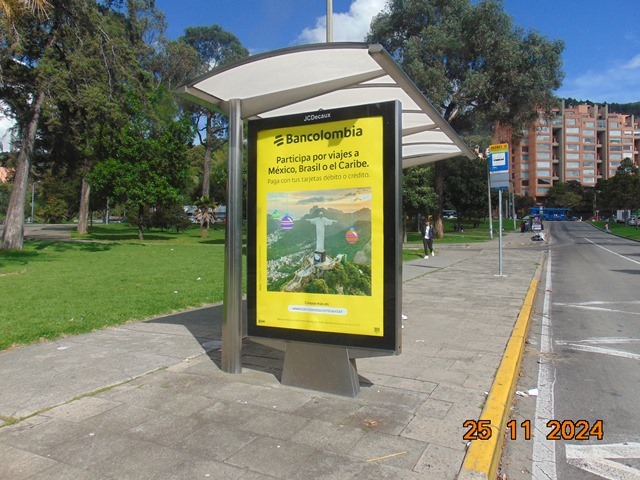 JCDecaux
Bancolombia
Participa por viajes a
México, Brasil o el Caribe.
Paga con tus tarjetas débito o crédito.
25 11 2024